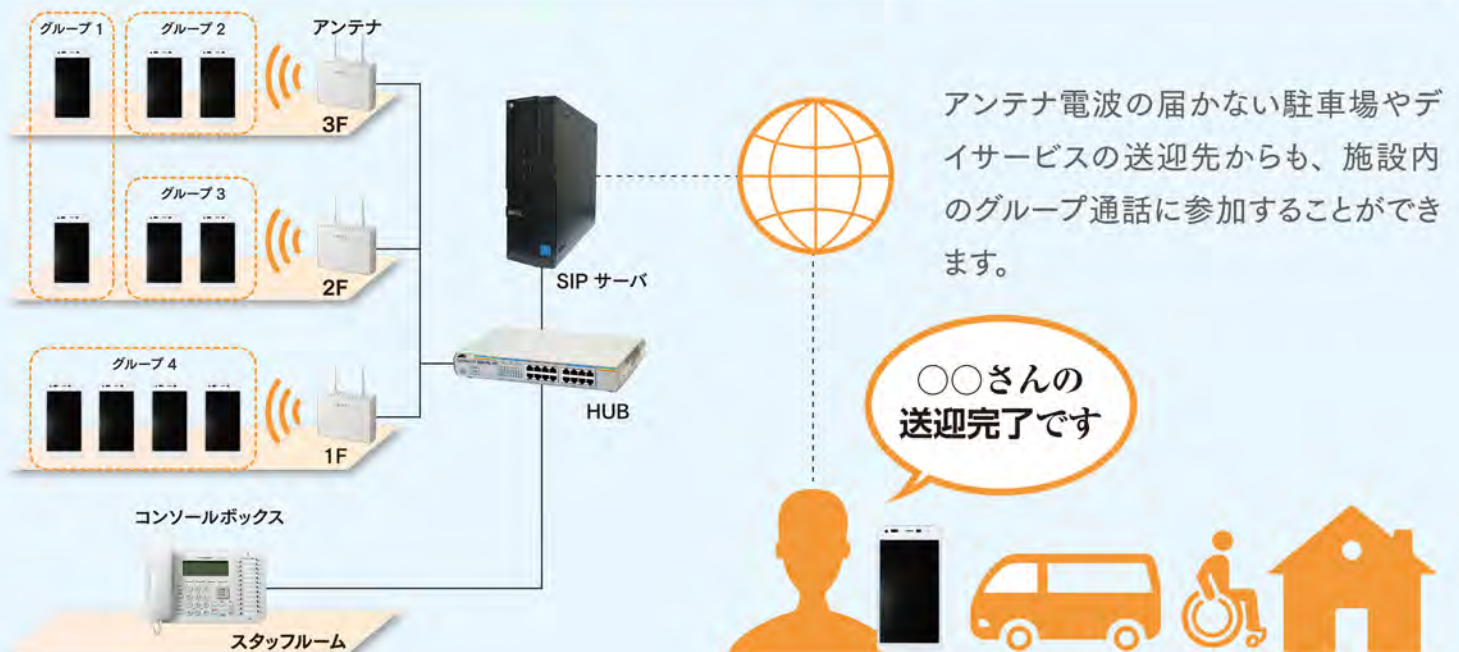 グループ 1
グループ 2
アンテナ
3F
グループ 3
2F
グループ 4
1F
コンソールボックス
スタッフルーム
SIP サーバ
HUB
アンテナ電波の届かない駐車場やデ
イサービスの送迎先からも、施設内
のグループ通話に参加することができ
ます。
〇〇さんの
送迎完了です